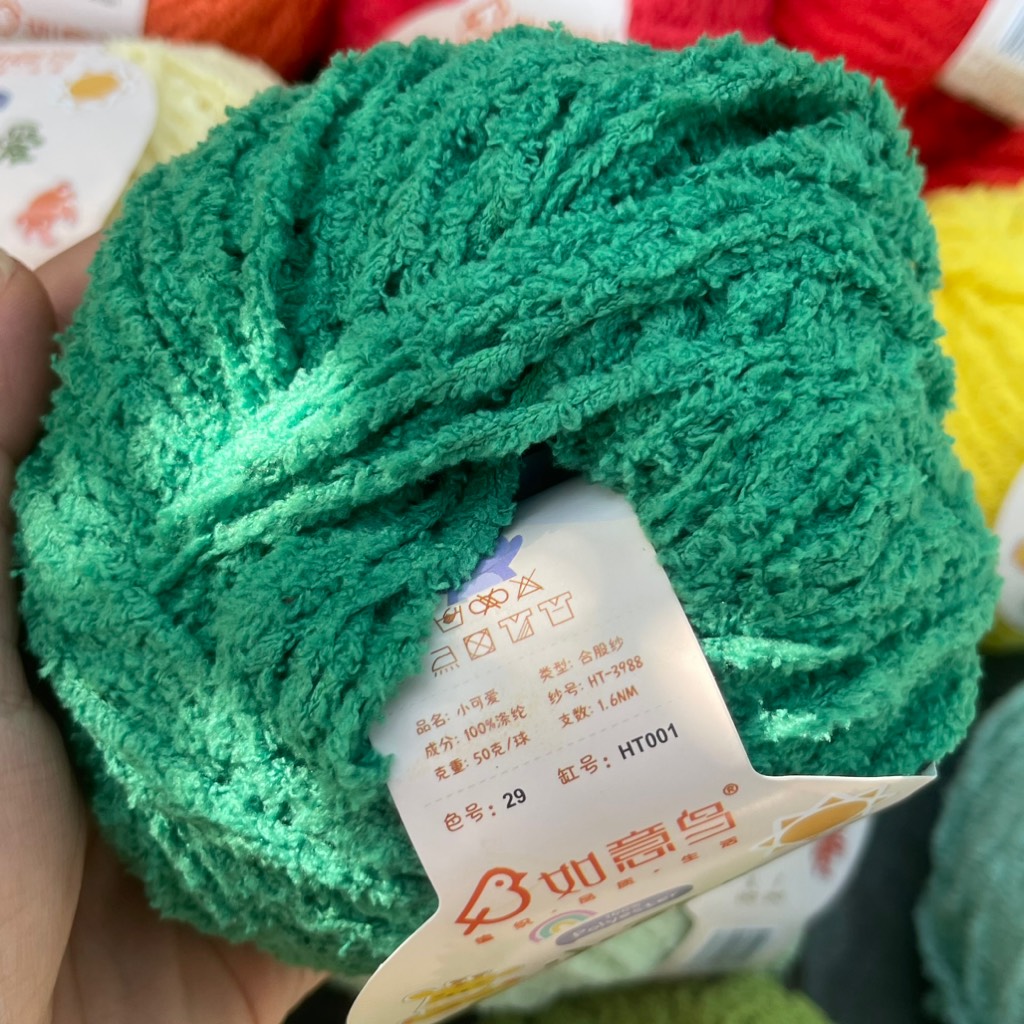 类型: 合股纱
品名: 小可爱
纱号: HT-3988
成分: 100%涤纶
支数: 1.6NM
克重: 50克/球
色号: 29 缸号: HT001
如意鸟®
Polyester